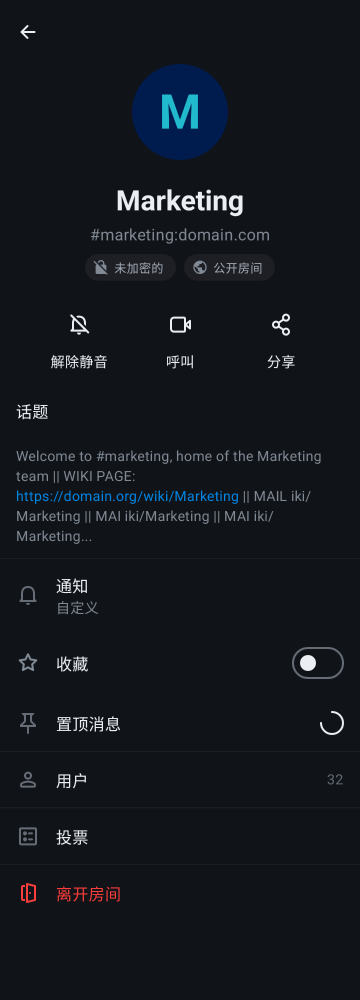 M
Marketing
#marketing:domain.com
未加密的
公开房间
解除静音
呼叫
分享
话题
Welcome to #marketing, home of the Marketing
team || WIKI PAGE:
https://domain.org/wiki/Marketing || MAIL iki/
Marketing || MAI iki/Marketing || MAI iki/
Marketing...
通知
自定义
收藏
置顶消息
用户 32
投票
离开房间